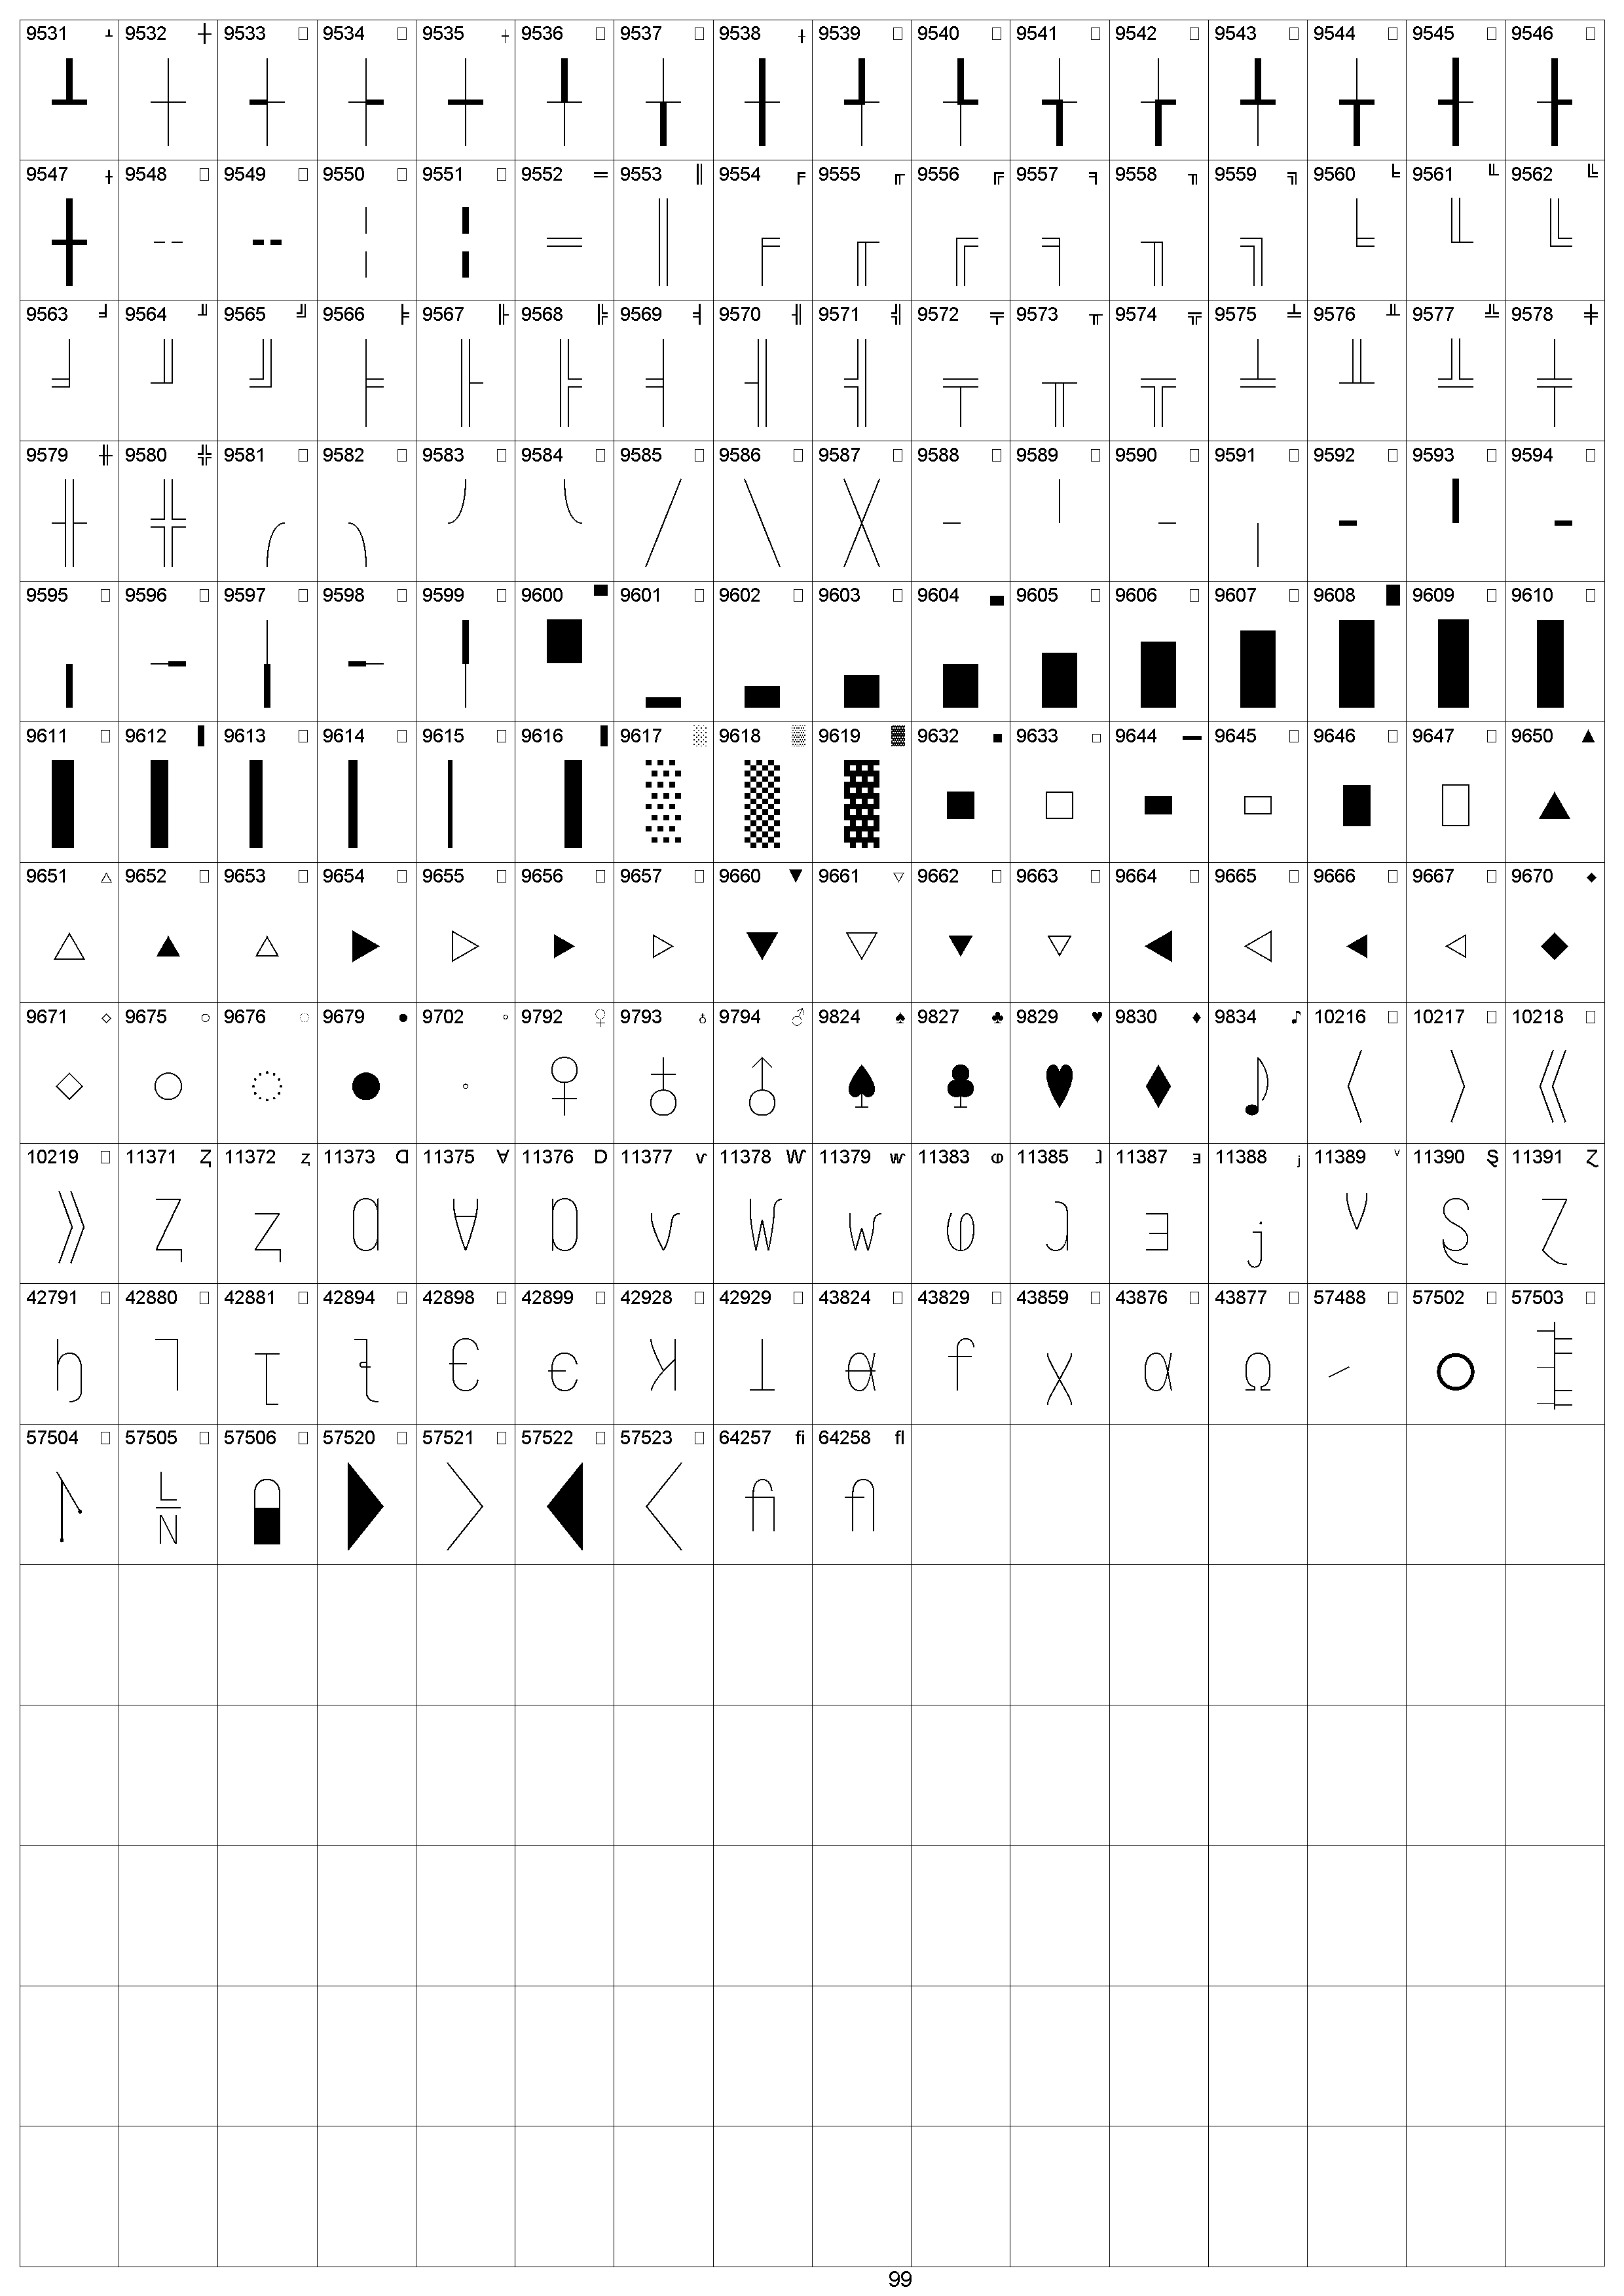 9531 ┻ 9532 ┼ 9533 □ 9534 □ 9535 ┿ 9536 □ 9537 □ 9538 ╂ 9539 □ 9540 □ 9541 □ 9542 □ 9543 □ 9544 □ 9545 □ 9546 □
┻ ┼ ┽ ┾ ┿ ╀ ╁ ╂ ╃ ╄ ╅ ╆ ╇ ╈ ╉ ╊
9547 ╋ 9548 □ 9549 □ 9550 □ 9551 □ 9552 ═ 9553 ║ 9554 ╒ 9555 ╓ 9556 ╔ 9557 ╕ 9558 ╖ 9559 ╗ 9560 ╘ 9561 ╙ 9562 ╚
╋ ╌ ╍ ╎ ╏ ═ ║ ╒ ╓ ╔ ╕ ╖ ╗ ╘ ╙ ╚
9563 ╛ 9564 ╜ 9565 ╝ 9566 ╞ 9567 ╟ 9568 ╠ 9569 ╡ 9570 ╢ 9571 ╣ 9572 ╤ 9573 ╥ 9574 ╦ 9575 ╧ 9576 ╨ 9577 ╩ 9578 ╪
╛ ╜ ╝ ╞ ╟ ╠ ╡ ╢ ╣ ╤ ╥ ╦ ╧ ╨ ╩ ╪
9579 ╫ 9580 ╬ 9581 □ 9582 □ 9583 □ 9584 □ 9585 □ 9586 □ 9587 □ 9588 □ 9589 □ 9590 □ 9591 □ 9592 □ 9593 □ 9594 □
╫ ╬ ╭ ╮ ╯ ╰ ╱ ╲ ╳ ╴ ╵ ╶ ╷ ╸ ╹ ╺
9595 □ 9596 □ 9597 □ 9598 □ 9599 □ 9600 ▀ 9601 □ 9602 □ 9603 □ 9604 ▄ 9605 □ 9606 □ 9607 □ 9608 █ 9609 □ 9610 □
╻ ╼ ╽ ╾ ╿ ▀ ▁ ▂ ▃ ▄ ▅ ▆ ▇ █ ▉ ▊
9611 □ 9612 ▌ 9613 □ 9614 □ 9615 □ 9616 ▐ 9617 ░ 9618 ▒ 9619 ▓ 9632 ■ 9633 □ 9644 ▬ 9645 □ 9646 □ 9647 □ 9650 ▲
▋ ▌ ▍ ▎ ▏ ▐ ░ ▒ ▓ ■ □ ▬ ▭ ▮ ▯ ▲
9651 △ 9652 □ 9653 □ 9654 □ 9655 □ 9656 □ 9657 □ 9660 ▼ 9661 ▽ 9662 □ 9663 □ 9664 □ 9665 □ 9666 □ 9667 □ 9670 ◆
△ ▴ ▵ ▶ ▷ ▸ ▹ ▼ ▽ ▾ ▿ ◀ ◁ ◂ ◃ ◆
9671 ◇ 9675 ○ 9676 ◌ 9679 ● 9702 ◦ 9792 ♀ 9793 ♁ 9794 ♂ 9824 ♠ 9827 ♣ 9829 ♥ 9830 ♦ 9834 ♪ 10216 □ 10217 □ 10218 □
◇ ○ ◌ ● ◦ ♀ ♁ ♂ ♠ ♣ ♥ ♦ ♪ ⟨ ⟩ ⟪
10219 □ 11371 Ⱬ 11372 ⱬ 11373 Ɑ 11375 Ɐ 11376 Ɒ 11377 ⱱ 11378 Ⱳ 11379 ⱳ 11383 ⱷ 11385 ⱹ 11387 ⱻ 11388 ⱼ 11389 ⱽ 11390 Ȿ 11391 Ɀ
⟫ Ⱬ ⱬ Ɑ Ɐ Ɒ ⱱ Ⱳ ⱳ ⱷ ⱹ ⱻ ⱼ ⱽ Ȿ Ɀ
42791 □ 42880 □ 42881 □ 42894 □ 42898 □ 42899 □ 42928 □ 42929 □ 43824 □ 43829 □ 43859 □ 43876 □ 43877 □ 57488 □ 57502 □ 57503 □
ꜧ Ꞁ ꞁ ꞎ Ꞓ ꞓ Ʞ Ʇ ꬰ ꬵ ꭓ ꭤ ꭥ
57504 □ 57505 □ 57506 □ 57520 □ 57521 □ 57522 □ 57523 □ 64257 fi 64258 fl
L
N
ﬁ ﬂ
99